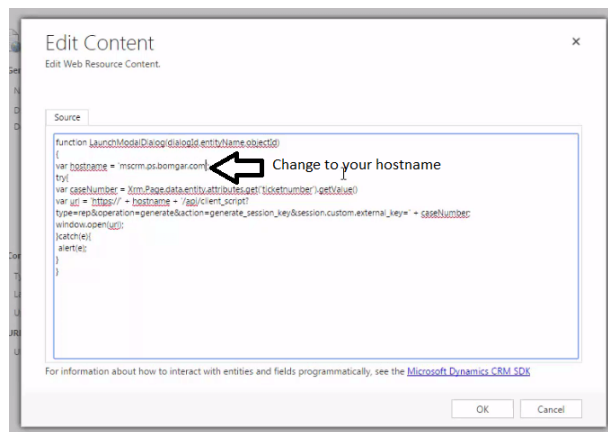 Edit Content
Edit Web Resource Content.
Source
function LaunchModalDialog(dialogId,entityName,objectId)
{
var hostname = 'mscrm.ps.bomgar.com'
Change to your hostname
try{
var caseNumber = Xrm.Page.data.entity.attributes.get('ticketnumber').getValue()
var url = 'https://' + hostname + '/api/client_script?
type=rep&operation=generate&action=generate_session_key&session.custom.external_key=' + caseNumber;
window.open(url);
}catch(e){
alert(e);
}
}
For information about how to interact with entities and fields programmatically, see the Microsoft Dynamics CRM SDK
OK
Cancel